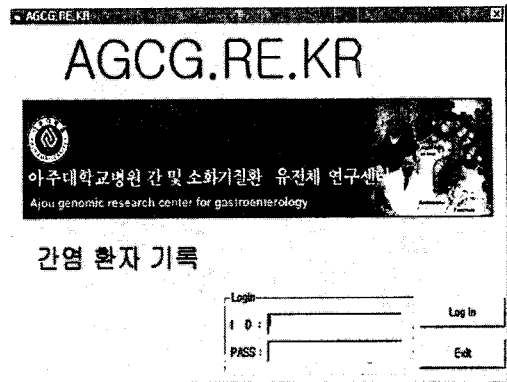 AGCG.RE.KR
AGCG.RE.KR
아주대학교병원 간 및 소화기질환 유전체 연구센터
Ajou genomic research center for gastroenterology
간염 환자 기록
Login
I D :
Log In
PASS :
Exit